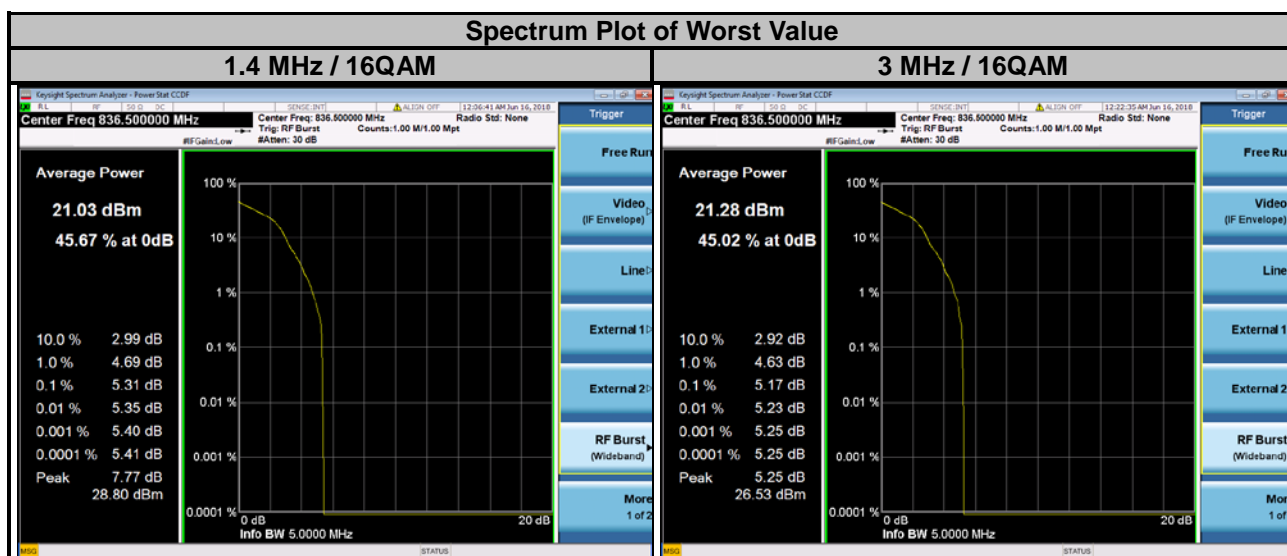 Spectrum Plot of Worst Value
1.4 MHz / 16QAM
Keysight Spectrum Analyzer - Power Stat CCDF
RL RF 50 Ω DC SENSE:INT ALIGN OFF 12:06:41 AM Jun 16, 2018
Center Freq 836.500000 MHz
Center Freq: 836.500000 MHz Radio Std: None
Trig: RF Burst Counts:1.00 M/1.00 Mpt
#IFGain:Low #Atten: 30 dB
Average Power
21.03 dBm
45.67 % at 0dB
10.0 % 2.99 dB
1.0 % 4.69 dB
0.1 % 5.31 dB
0.01 % 5.35 dB
0.001 % 5.40 dB
0.0001 % 5.41 dB
Peak 7.77 dB
28.80 dBm
100 %
10 %
1 %
0.1 %
0.01 %
0.001 %
0.0001 %
0 dB 20 dB
Info BW 5.0000 MHz
Trigger
Free Run
Video
(IF Envelope)
Line
External 1
External 2
RF Burst
(Wideband)
More
1 of 2
MSG STATUS
3 MHz / 16QAM
Keysight Spectrum Analyzer - Power Stat CCDF
RL RF 50 Ω DC SENSE:INT ALIGN OFF 12:22:35 AM Jun 16, 2018
Center Freq 836.500000 MHz
Center Freq: 836.500000 MHz Radio Std: None
Trig: RF Burst Counts:1.00 M/1.00 Mpt
#IFGain:Low #Atten: 30 dB
Average Power
21.28 dBm
45.02 % at 0dB
10.0 % 2.92 dB
1.0 % 4.63 dB
0.1 % 5.17 dB
0.01 % 5.23 dB
0.001 % 5.25 dB
0.0001 % 5.25 dB
Peak 5.25 dB
26.53 dBm
100 %
10 %
1 %
0.1 %
0.01 %
0.001 %
0.0001 %
0 dB 20 dB
Info BW 5.0000 MHz
Trigger
Free Ru
Video
(IF Envelope)
Line
External 1
External 2
RF Burst
(Wideband)
Mor
1 of
MSG STATUS